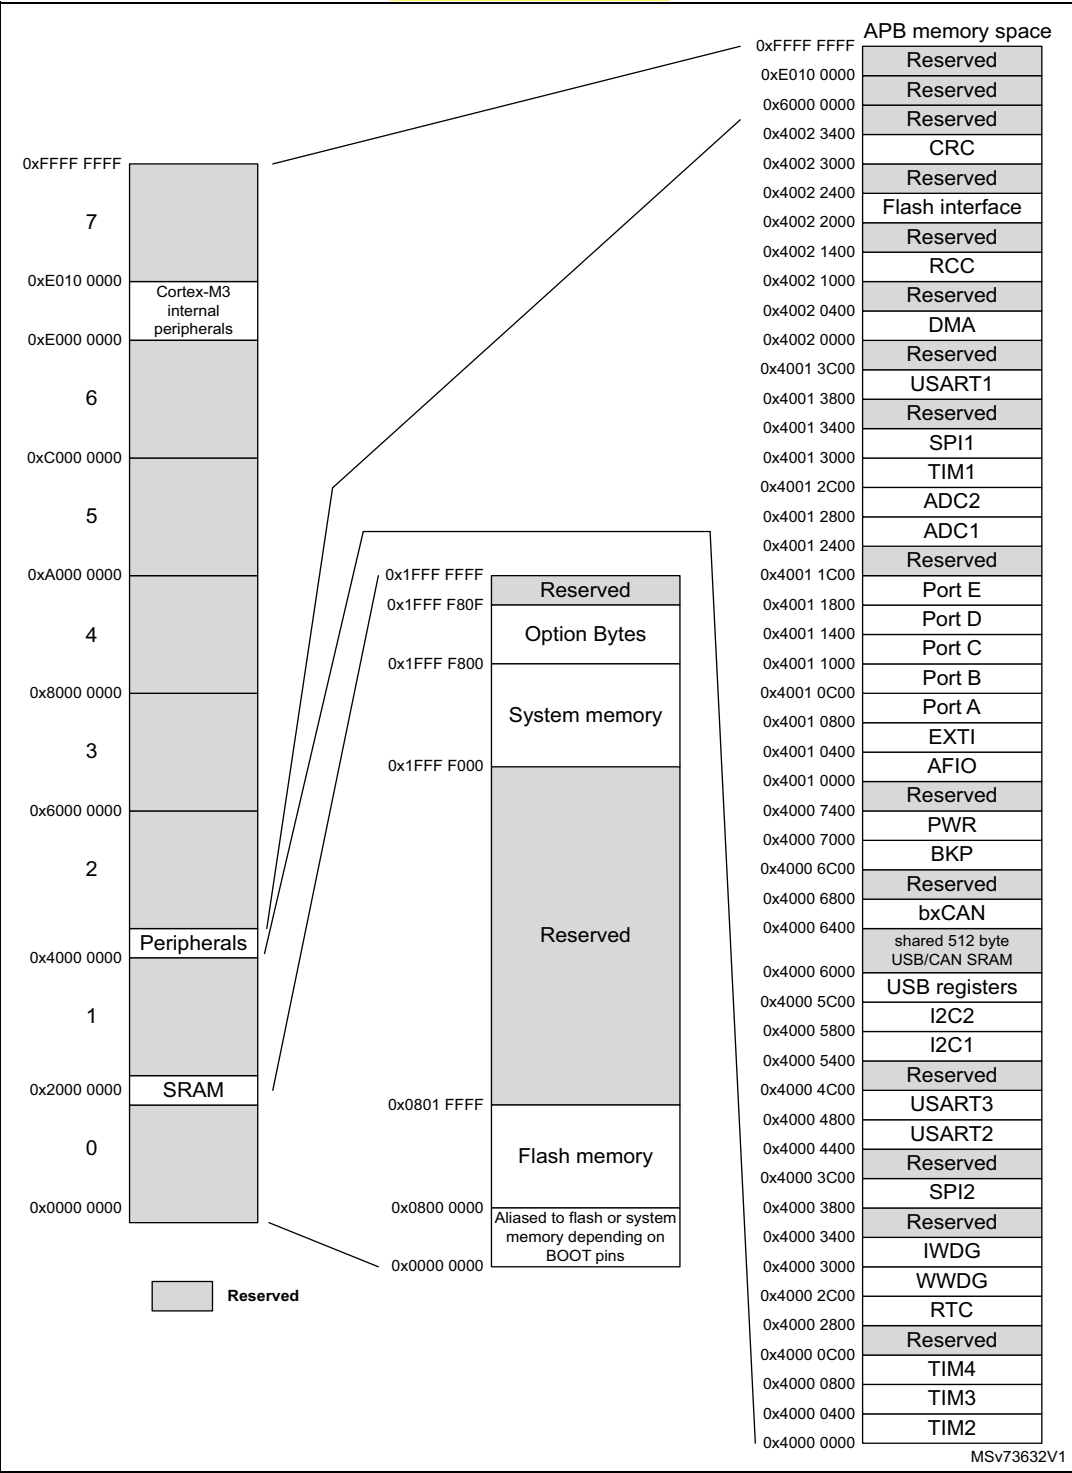 0xFFFF FFFF
7
0xE010 0000
Cortex-M3
internal
peripherals
0xE000 0000
6
0xC000 0000
5
0xA000 0000
4
0x8000 0000
3
0x6000 0000
2
Peripherals
0x4000 0000
1
0x2000 0000
SRAM
0
0x0000 0000
Reserved
0x1FFF FFFF
Reserved
0x1FFF F80F
Option Bytes
0x1FFF F800
System memory
0x1FFF F000
Reserved
0x0801 FFFF
Flash memory
0x0800 0000
Aliased to flash or system
memory depending on
BOOT pins
0x0000 0000
APB memory space
0xFFFF FFFF
Reserved
0xE010 0000
Reserved
0x6000 0000
Reserved
0x4002 3400
CRC
0x4002 3000
Reserved
0x4002 2400
Flash interface
0x4002 2000
Reserved
0x4002 1400
RCC
0x4002 1000
Reserved
0x4002 0400
DMA
0x4002 0000
Reserved
0x4001 3C00
USART1
0x4001 3800
Reserved
0x4001 3400
SPI1
0x4001 3000
TIM1
0x4001 2C00
ADC2
0x4001 2800
ADC1
0x4001 2400
Reserved
0x4001 1C00
Port E
0x4001 1800
Port D
0x4001 1400
Port C
0x4001 1000
Port B
0x4001 0C00
Port A
0x4001 0800
EXTI
0x4001 0400
AFIO
0x4001 0000
Reserved
0x4000 7400
PWR
0x4000 7000
BKP
0x4000 6C00
Reserved
0x4000 6800
bxCAN
0x4000 6400
shared 512 byte
USB/CAN SRAM
0x4000 6000
USB registers
0x4000 5C00
I2C2
0x4000 5800
I2C1
0x4000 5400
Reserved
0x4000 4C00
USART3
0x4000 4800
USART2
0x4000 4400
Reserved
0x4000 3C00
SPI2
0x4000 3800
Reserved
0x4000 3400
IWDG
0x4000 3000
WWDG
0x4000 2C00
RTC
0x4000 2800
Reserved
0x4000 0C00
TIM4
0x4000 0800
TIM3
0x4000 0400
TIM2
0x4000 0000
MSv73632V1